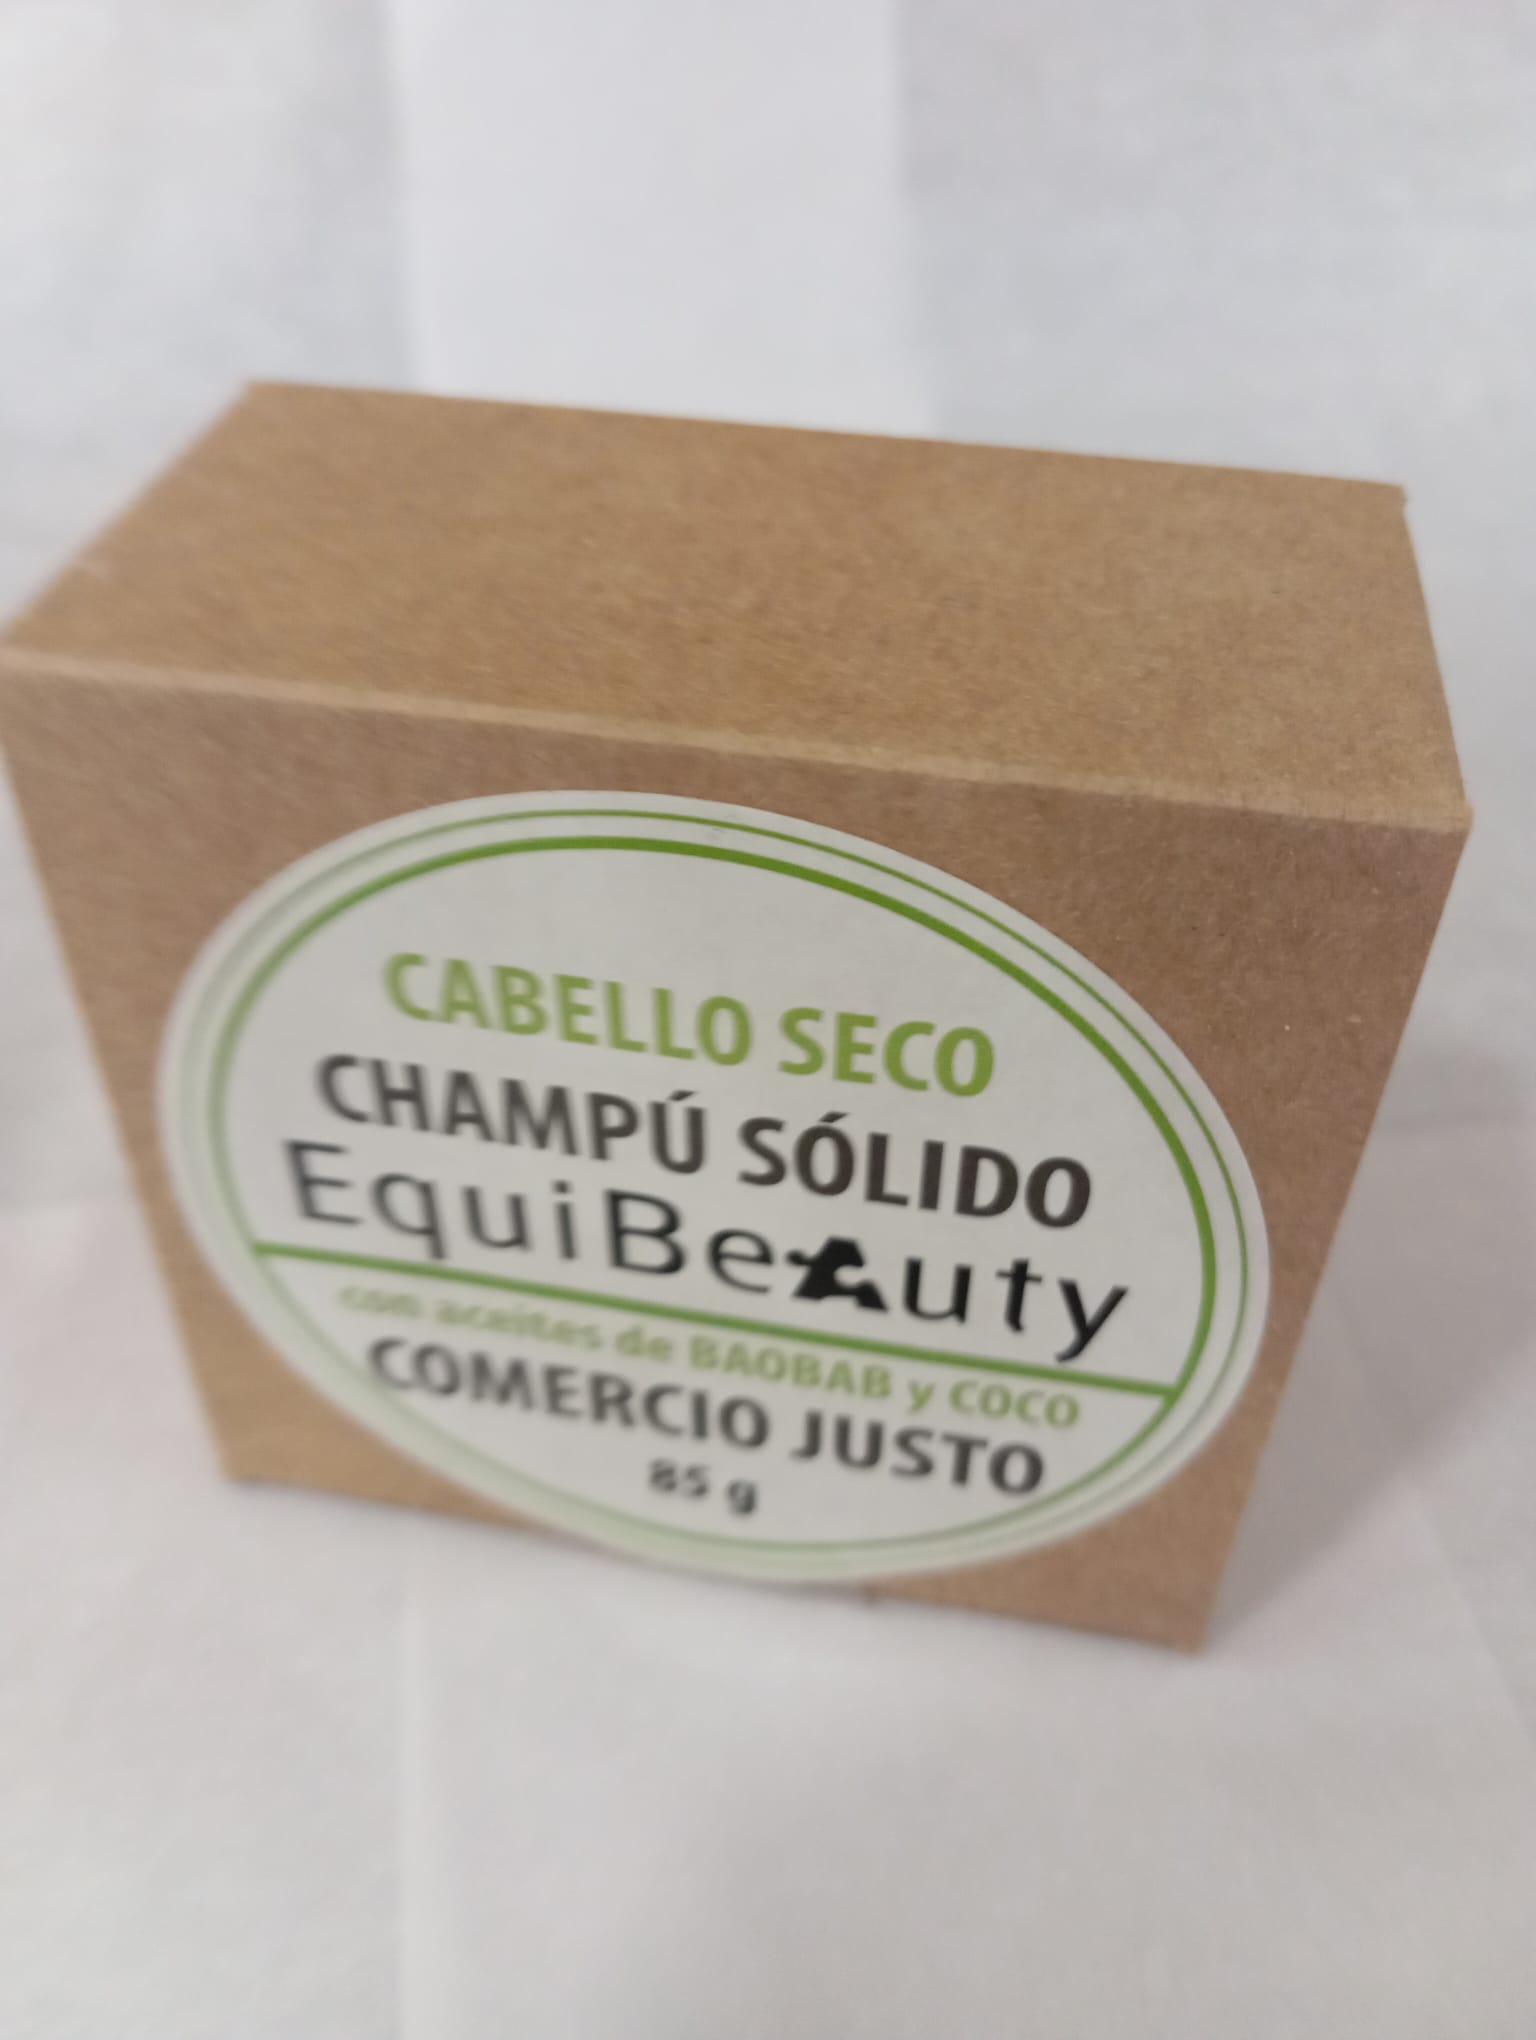 CABELLO SECO
CHAMPÚ SÓLIDO
EquiBeAuty
con aceites de BAOBAB y COCO
COMERCIO JUSTO
85 g